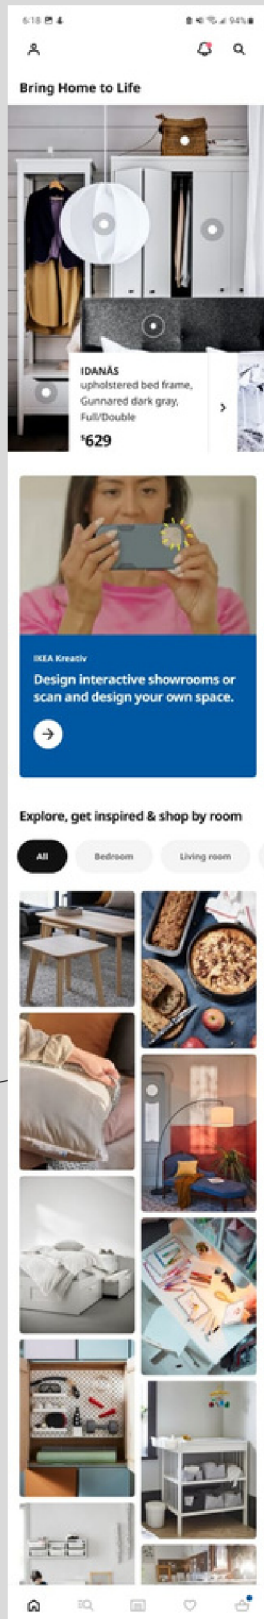 6:18
94%
Bring Home to Life
IDANÄS
upholstered bed frame,
Gunnared dark gray,
Full/Double
$629
IKEA Kreativ
Design interactive showrooms or
scan and design your own space.
Explore, get inspired & shop by room
All Bedroom Living room